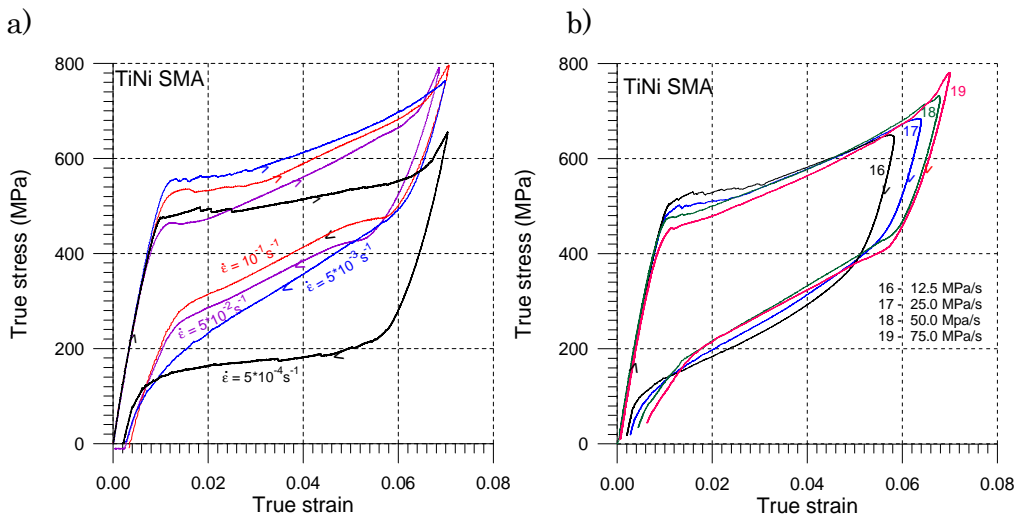 a)
TiNi SMA
True stress (MPa)
800
600
400
200
0
0.00 0.02 0.04 0.06 0.08
True strain
ε̇ = 10⁻¹s⁻¹
ε̇ = 5*10⁻²s⁻¹
ε̇ = 5*10⁻³s⁻¹
ε̇ = 5*10⁻⁴s⁻¹
b)
TiNi SMA
True stress (MPa)
800
600
400
200
0
0.00 0.02 0.04 0.06 0.08
True strain
19
18
17
16
16 - 12.5 MPa/s
17 - 25.0 MPa/s
18 - 50.0 Mpa/s
19 - 75.0 MPa/s